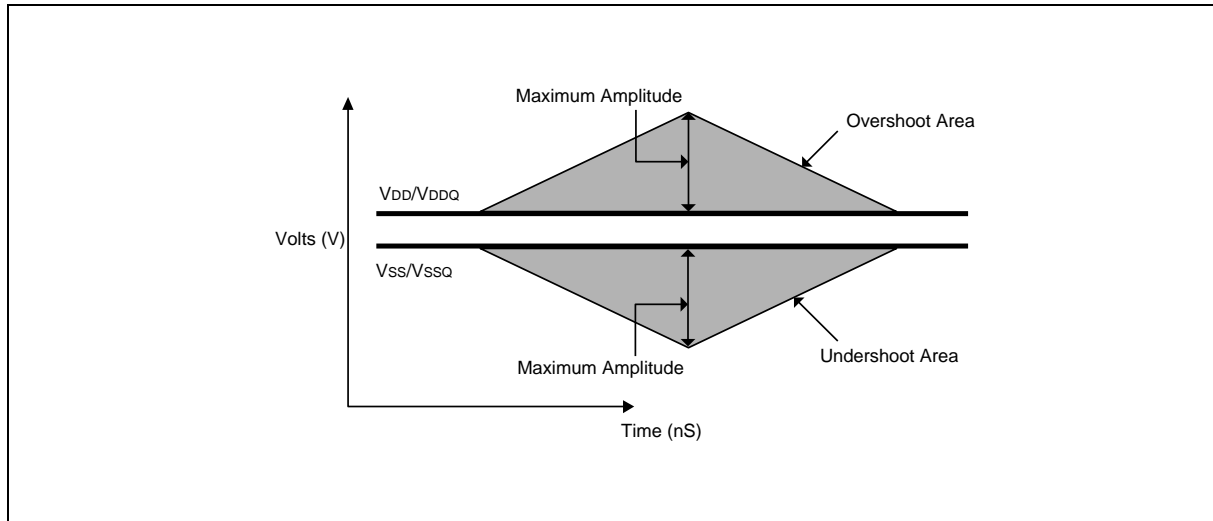 Maximum Amplitude
Overshoot Area
VDD/VDDQ
Volts (V)
VSS/VSSQ
Maximum Amplitude
Undershoot Area
Time (nS)